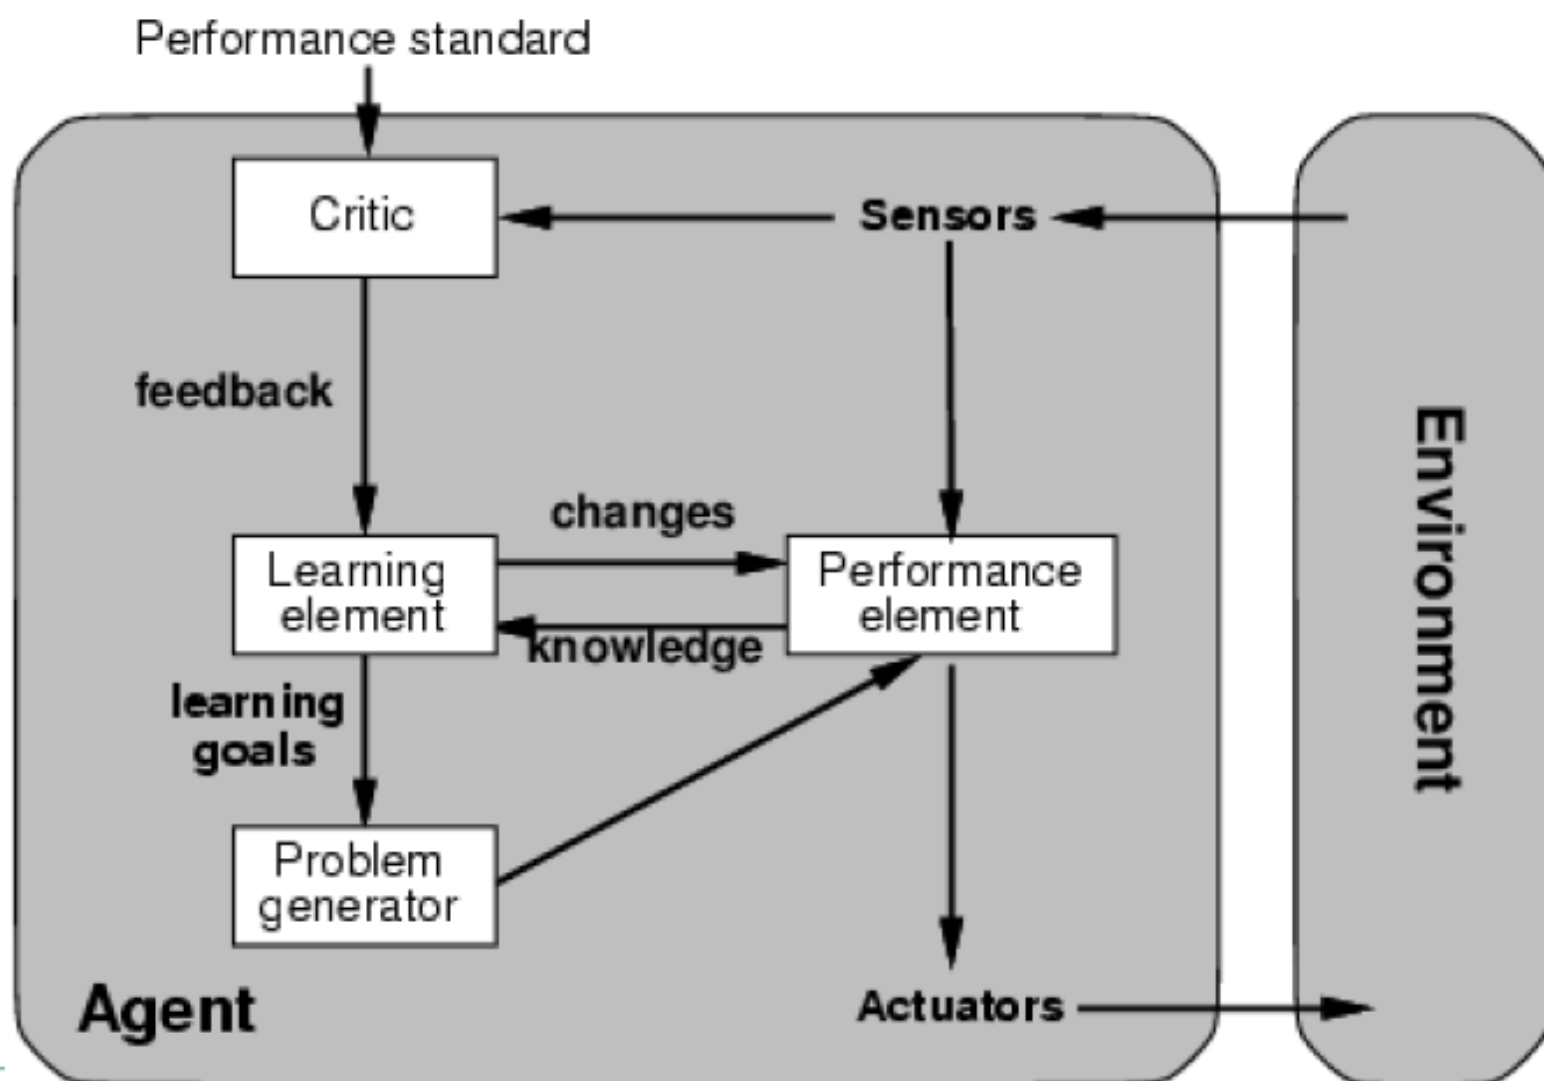 Performance standard
Critic
Sensors
feedback
changes
Learning
element
Performance
element
knowledge
learning
goals
Problem
generator
Agent
Actuators
Environment